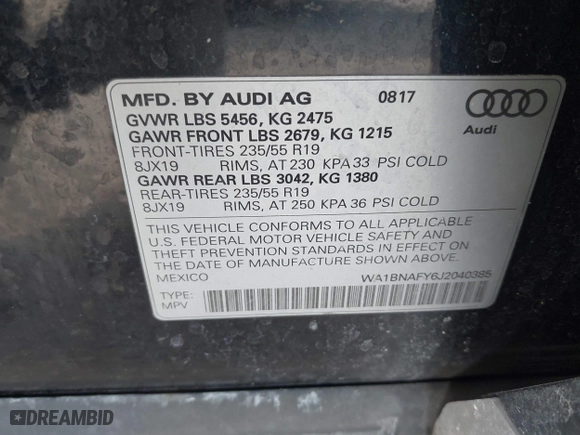 MFD. BY AUDI AG 0817
GVWR LBS 5456, KG 2475
GAWR FRONT LBS 2679, KG 1215
FRONT-TIRES 235/55 R19
8JX19 RIMS, AT 230 KPA 33 PSI COLD
GAWR REAR LBS 3042, KG 1380
REAR-TIRES 235/55 R19
8JX19 RIMS, AT 250 KPA 36 PSI COLD
Audi
THIS VEHICLE CONFORMS TO ALL APPLICABLE
U.S. FEDERAL MOTOR VEHICLE SAFETY AND
THEFT PREVENTION STANDARDS IN EFFECT ON
THE DATE OF MANUFACTURE SHOWN ABOVE.
MEXICO WA1BNAFY6J2040385
TYPE:
MPV
DREAMBID